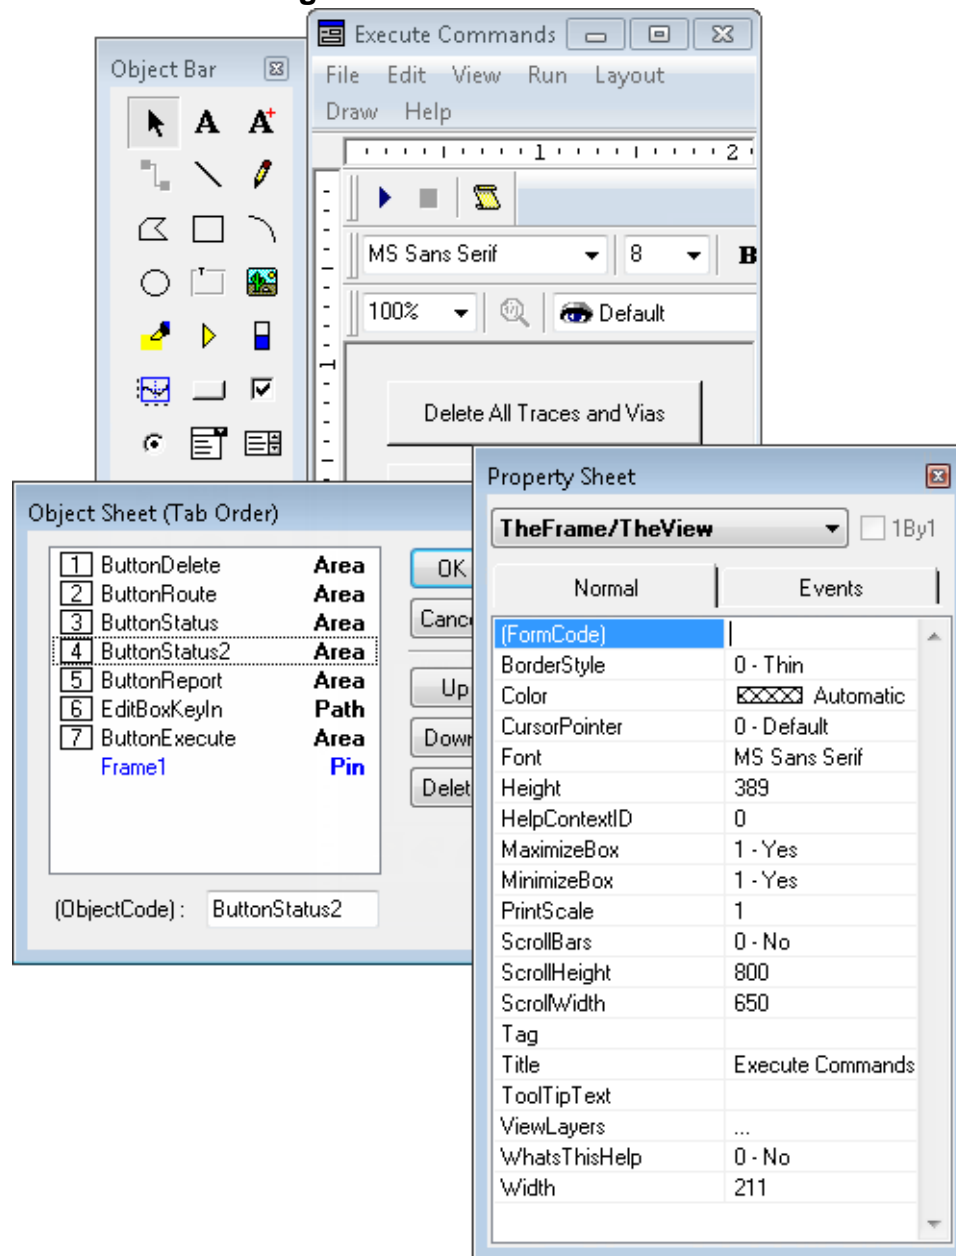 Execute Commands
File Edit View Run Layout
Draw Help
1 2
MS Sans Serif 8 B
100% Default
Delete All Traces and Vias
Object Bar
A A+
Object Sheet (Tab Order)
1 ButtonDelete Area
2 ButtonRoute Area
3 ButtonStatus Area
4 ButtonStatus2 Area
5 ButtonReport Area
6 EditBoxKeyIn Path
7 ButtonExecute Area
Frame1 Pin
OK
Cance
Up
Down
Delet
(ObjectCode) : ButtonStatus2
Property Sheet
TheFrame/TheView 1By1
Normal Events
(FormCode)
BorderStyle 0 - Thin
Color Automatic
CursorPointer 0 - Default
Font MS Sans Serif
Height 389
HelpContextID 0
MaximizeBox 1 - Yes
MinimizeBox 1 - Yes
PrintScale 1
ScrollBars 0 - No
ScrollHeight 800
ScrollWidth 650
Tag
Title Execute Commands
ToolTipText
ViewLayers ...
WhatsThisHelp 0 - No
Width 211